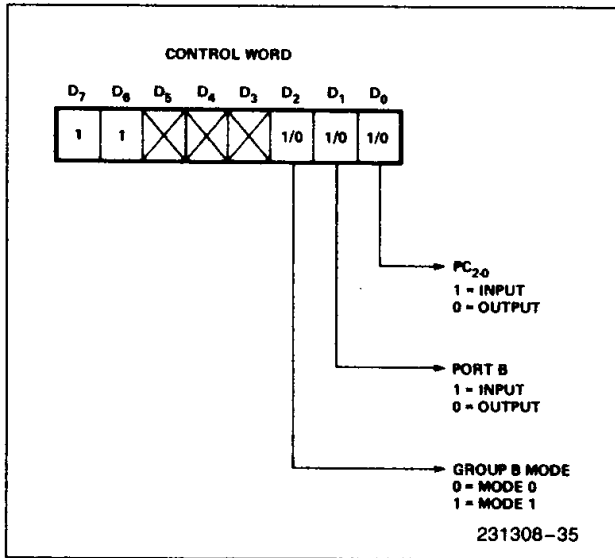 CONTROL WORD
D7 D6 D5 D4 D3 D2 D1 D0
1 1 1/0 1/0 1/0
PC2-0
1 = INPUT
0 = OUTPUT
PORT B
1 = INPUT
0 = OUTPUT
GROUP B MODE
0 = MODE 0
1 = MODE 1
231308-35